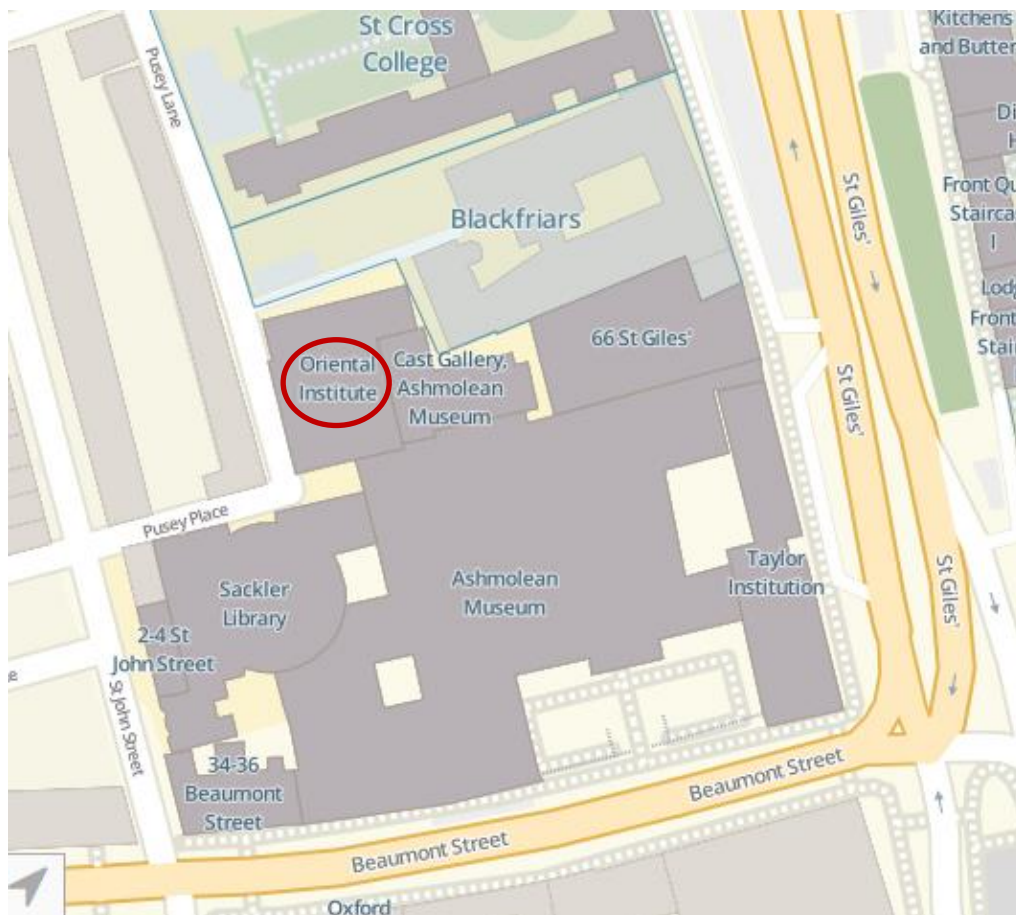 St Cross
College
Kitchens
and Butter
Pusey Lane
St Giles'
Front Qu
Stairca
I
Blackfriars
Lod
Front
Stai
66 St Giles'
Oriental
Institute
Cast Gallery,
Ashmolean
Museum
St Giles'
Pusey Place
Sackler
Library
Ashmolean
Museum
Taylor
Institution
St Giles'
2-4 St
John Street
St John Street
34-36
Beaumont
Street
Beaumont Street
Beaumont Street
Oxford